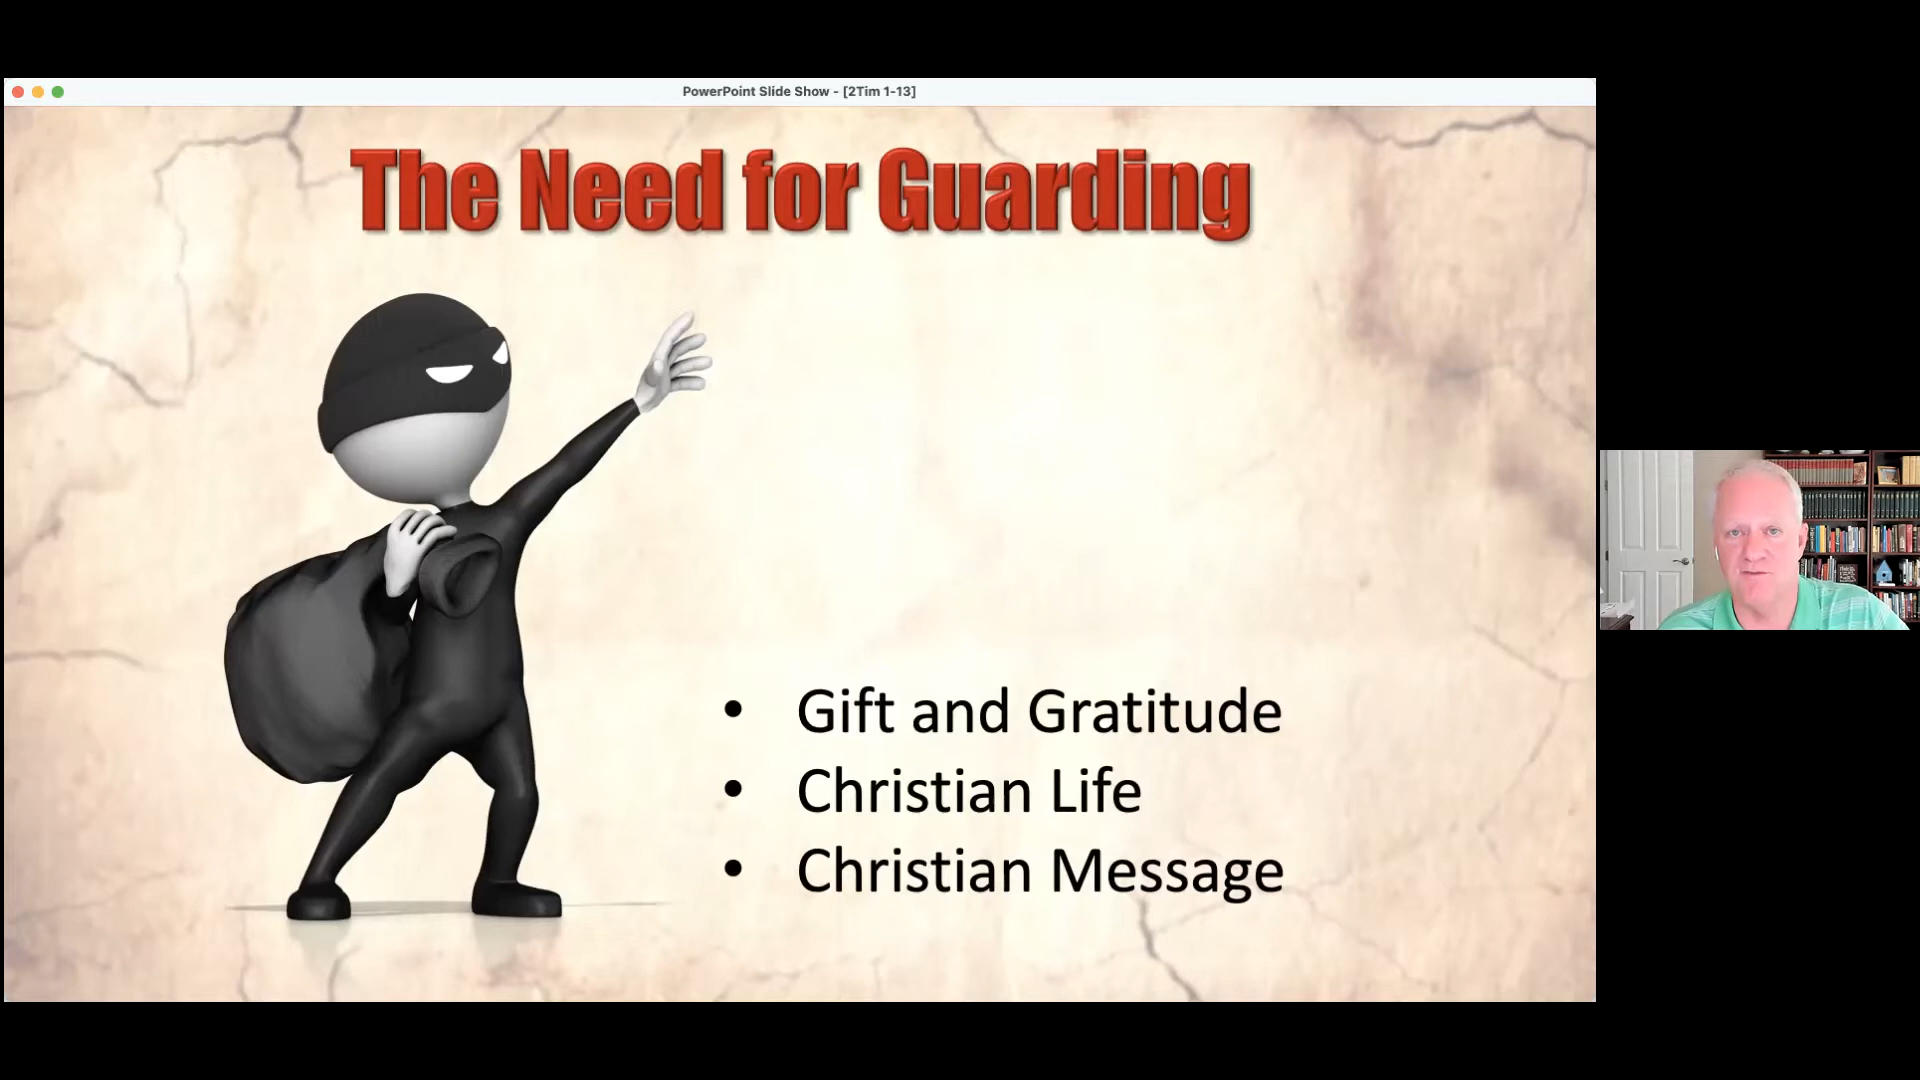 PowerPoint Slide Show - [2Tim 1-13]
The Need for Guarding
• Gift and Gratitude
• Christian Life
• Christian Message